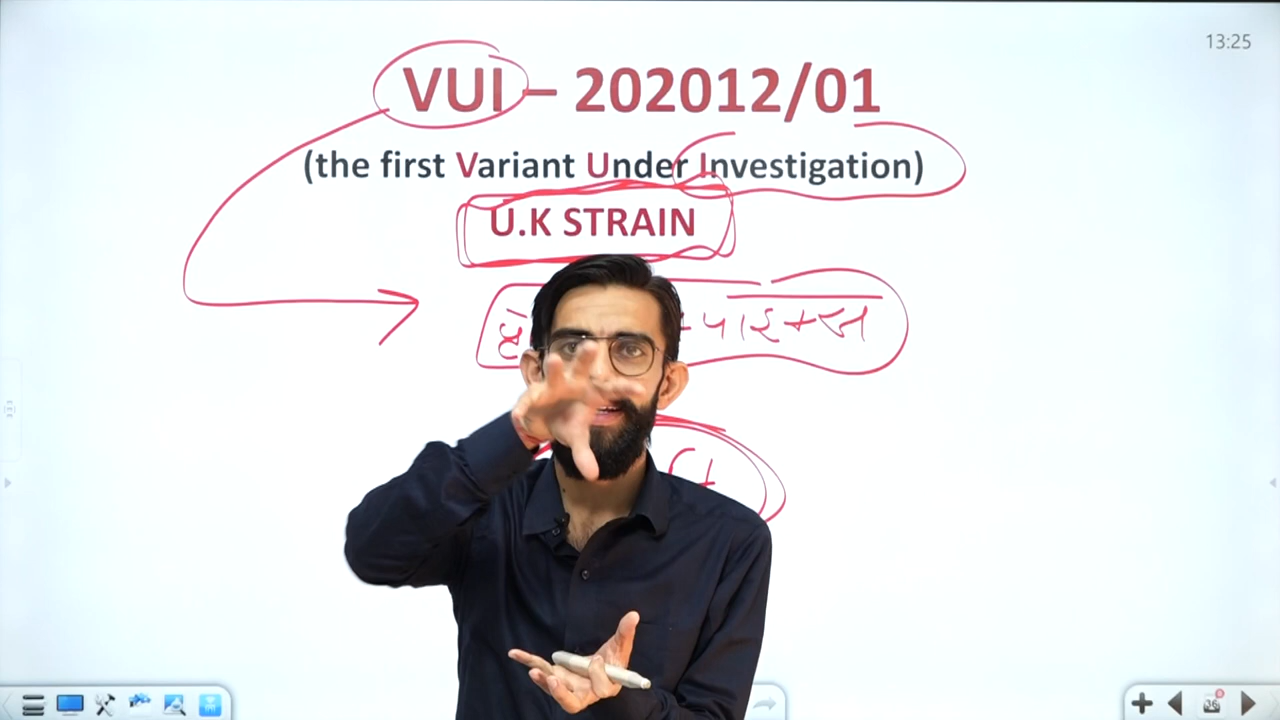 13:25
VUI – 202012/01
(the first Variant Under Investigation)
U.K STRAIN